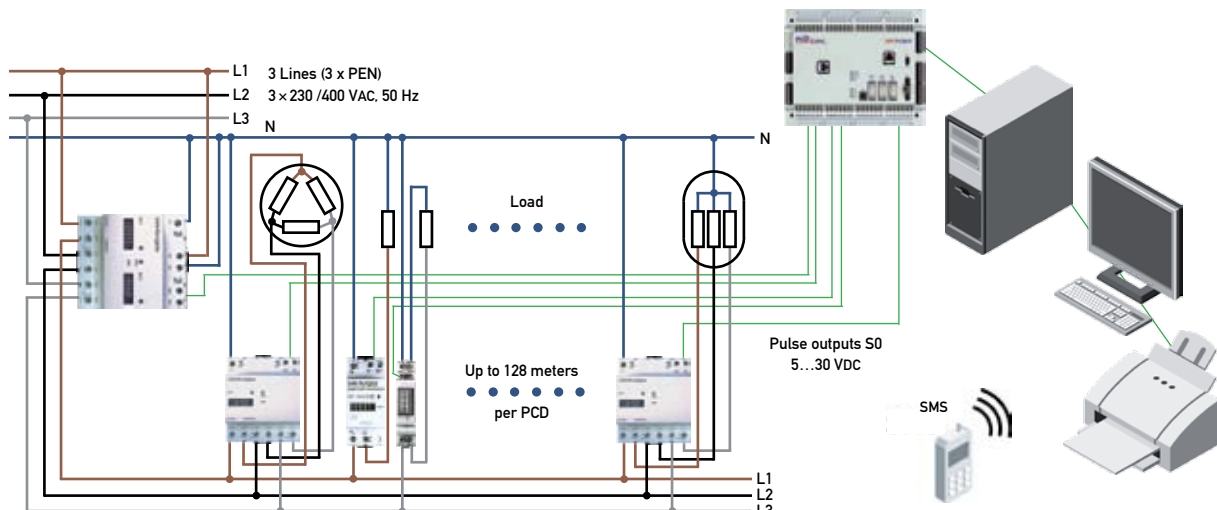 L1 3 Lines (3 x PEN)
L2 3 × 230 /400 VAC, 50 Hz
L3
N
N
Load
Pulse outputs S0
5…30 VDC
Up to 128 meters
per PCD
SMS
L1
L2
L3